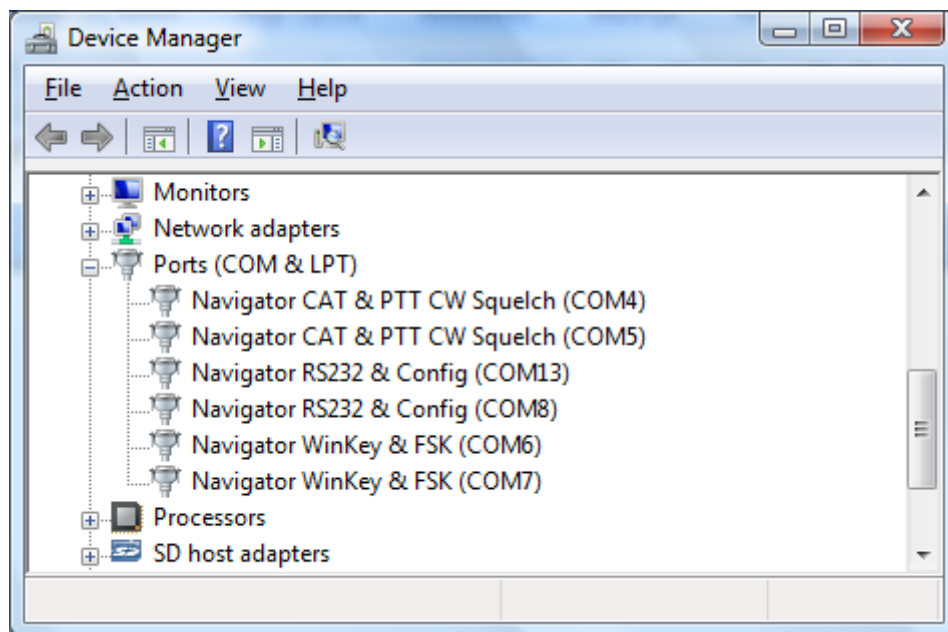 Device Manager
File Action View Help
Monitors
Network adapters
Ports (COM & LPT)
Navigator CAT & PTT CW Squelch (COM4)
Navigator CAT & PTT CW Squelch (COM5)
Navigator RS232 & Config (COM13)
Navigator RS232 & Config (COM8)
Navigator WinKey & FSK (COM6)
Navigator WinKey & FSK (COM7)
Processors
SD host adapters